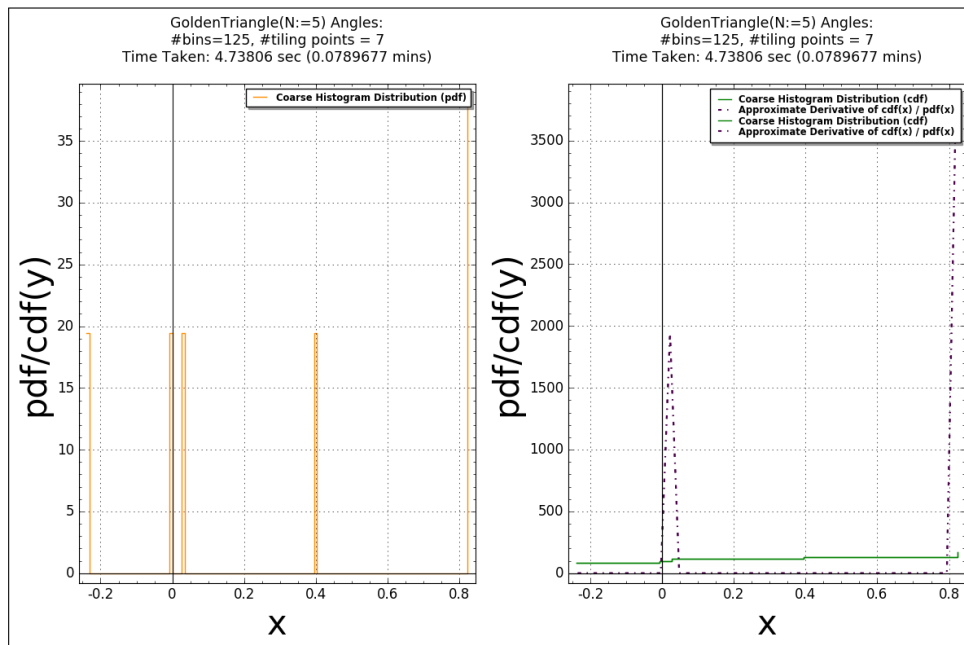 GoldenTriangle(N:=5) Angles:
#bins=125, #tiling points = 7
Time Taken: 4.73806 sec (0.0789677 mins)
Coarse Histogram Distribution (pdf)
35
30
25
20
15
10
5
0
pdf/cdf(y)
-0.2
0
0.2
0.4
0.6
0.8
x
GoldenTriangle(N:=5) Angles:
#bins=125, #tiling points = 7
Time Taken: 4.73806 sec (0.0789677 mins)
Coarse Histogram Distribution (cdf)
Approximate Derivative of cdf(x) / pdf(x)
Coarse Histogram Distribution (cdf)
Approximate Derivative of cdf(x) / pdf(x)
3500
3000
2500
2000
1500
1000
500
0
pdf/cdf(y)
-0.2
0
0.2
0.4
0.6
0.8
x